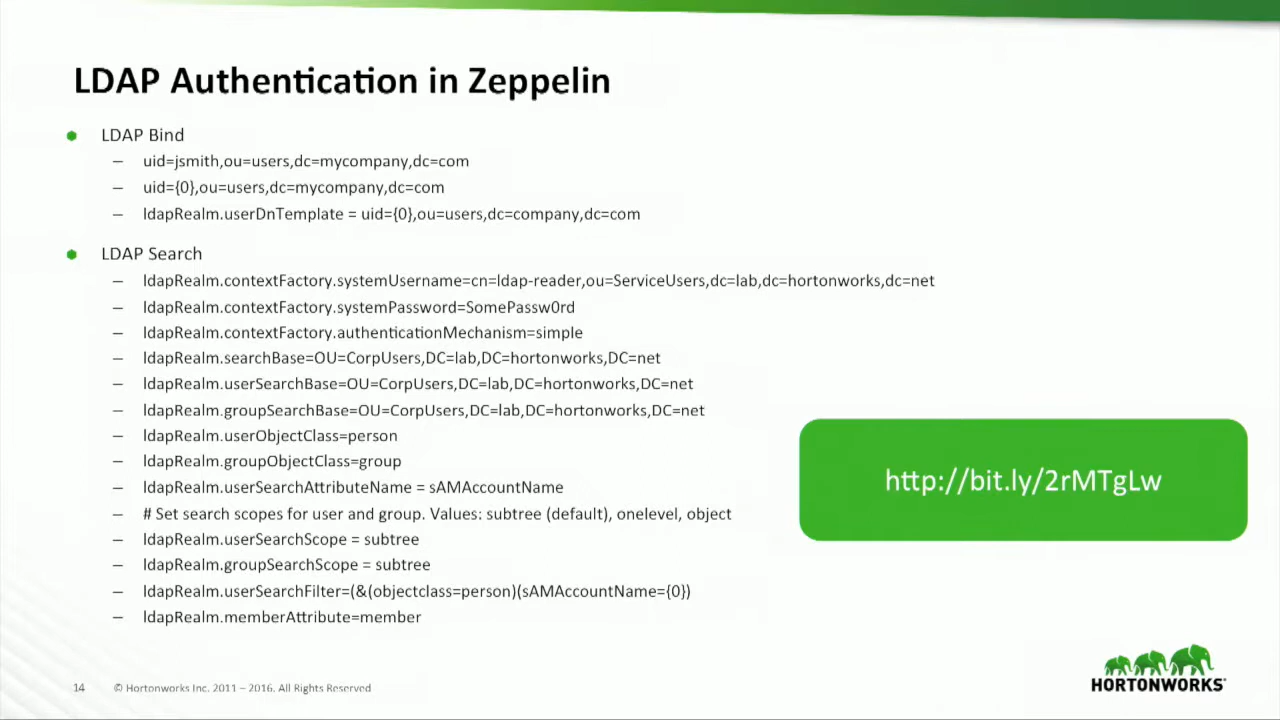 LDAP Authentication in Zeppelin
LDAP Bind
– uid=jsmith,ou=users,dc=mycompany,dc=com
– uid={0},ou=users,dc=mycompany,dc=com
– ldapRealm.userDnTemplate = uid={0},ou=users,dc=company,dc=com
LDAP Search
– ldapRealm.contextFactory.systemUsername=cn=ldap-reader,ou=ServiceUsers,dc=lab,dc=hortonworks,dc=net
– ldapRealm.contextFactory.systemPassword=SomePassw0rd
– ldapRealm.contextFactory.authenticationMechanism=simple
– ldapRealm.searchBase=OU=CorpUsers,DC=lab,DC=hortonworks,DC=net
– ldapRealm.userSearchBase=OU=CorpUsers,DC=lab,DC=hortonworks,DC=net
– ldapRealm.groupSearchBase=OU=CorpUsers,DC=lab,DC=hortonworks,DC=net
– ldapRealm.userObjectClass=person
– ldapRealm.groupObjectClass=group
– ldapRealm.userSearchAttributeName = sAMAccountName
– # Set search scopes for user and group. Values: subtree (default), onelevel, object
– ldapRealm.userSearchScope = subtree
– ldapRealm.groupSearchScope = subtree
– ldapRealm.userSearchFilter=(&(objectclass=person)(sAMAccountName={0})
– ldapRealm.memberAttribute=member
http://bit.ly/2rMTgLw
14 © Hortonworks Inc. 2011 – 2016. All Rights Reserved
HORTONWORKS